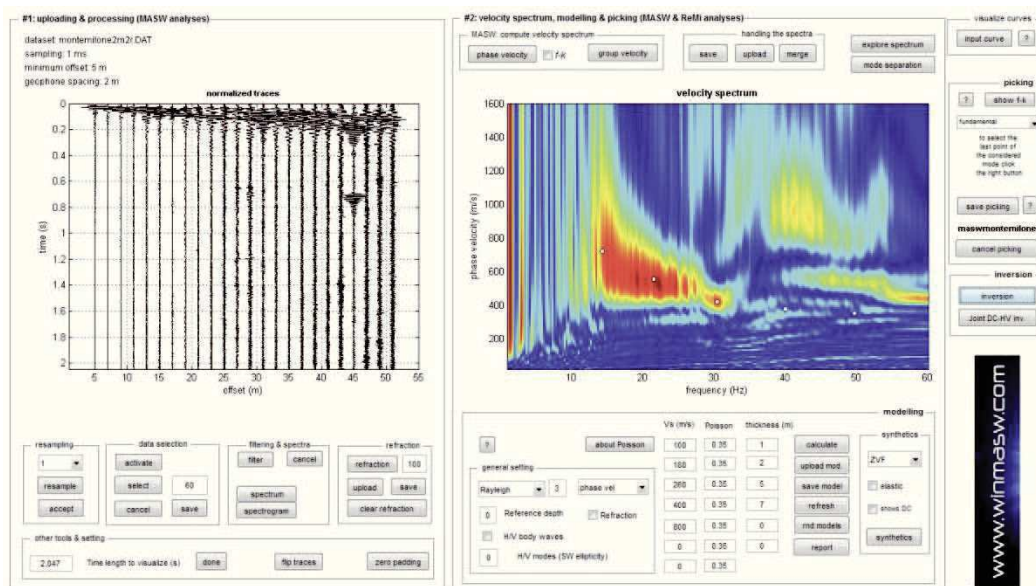 #1: uploading & processing (MASW analyses)
dataset: montemilone2m2r.DAT
sampling: 1 ms
minimum offset: 5 m
geophone spacing: 2 m
normalized traces
0
0.2
0.4
0.6
0.8
1
1.2
1.4
1.6
1.8
2
time (s)
5 10 15 20 25 30 35 40 45 50 55
offset (m)
resampling
1
resample
accept
data selection
activate
select 60
cancel save
filtering & spectra
filter cancel
spectrum
spectrogram
refraction
refraction 100
upload save
clear refraction
other tools & setting
2.047 Time length to visualize (s) done flip traces zero padding
#2: velocity spectrum, modelling & picking (MASW & ReMi analyses)
MASW: compute velocity spectrum
phase velocity f-k group velocity
handling the spectra
save upload merge
explore spectrum
mode separation
velocity spectrum
1600
1400
1200
1000
800
600
400
200
phase velocity (m/s)
10 20 30 40 50 60
frequency (Hz)
modelling
? about Poisson
general setting
Rayleigh 3 phase vel
0 Reference depth Refraction
H/V body waves
0 H/V modes (SW ellipticity)
Vs (m/s) Poisson thickness (m)
100 0.35 1
180 0.35 2
260 0.35 5
400 0.35 7
800 0.35 0
0 0.35 0
0 0.35
calculate
upload mod.
save model
refresh
rnd models
report
synthetics
ZVF
elastic
shows DC
synthetics
visualize curves
input curve ?
picking
? show f-k
fundamental
to select the
last point of
the considered
mode click
the right button
save picking ?
maswmontemilone
cancel picking
inversion
inversion
Joint DC-HV inv.
www.winmasw.com